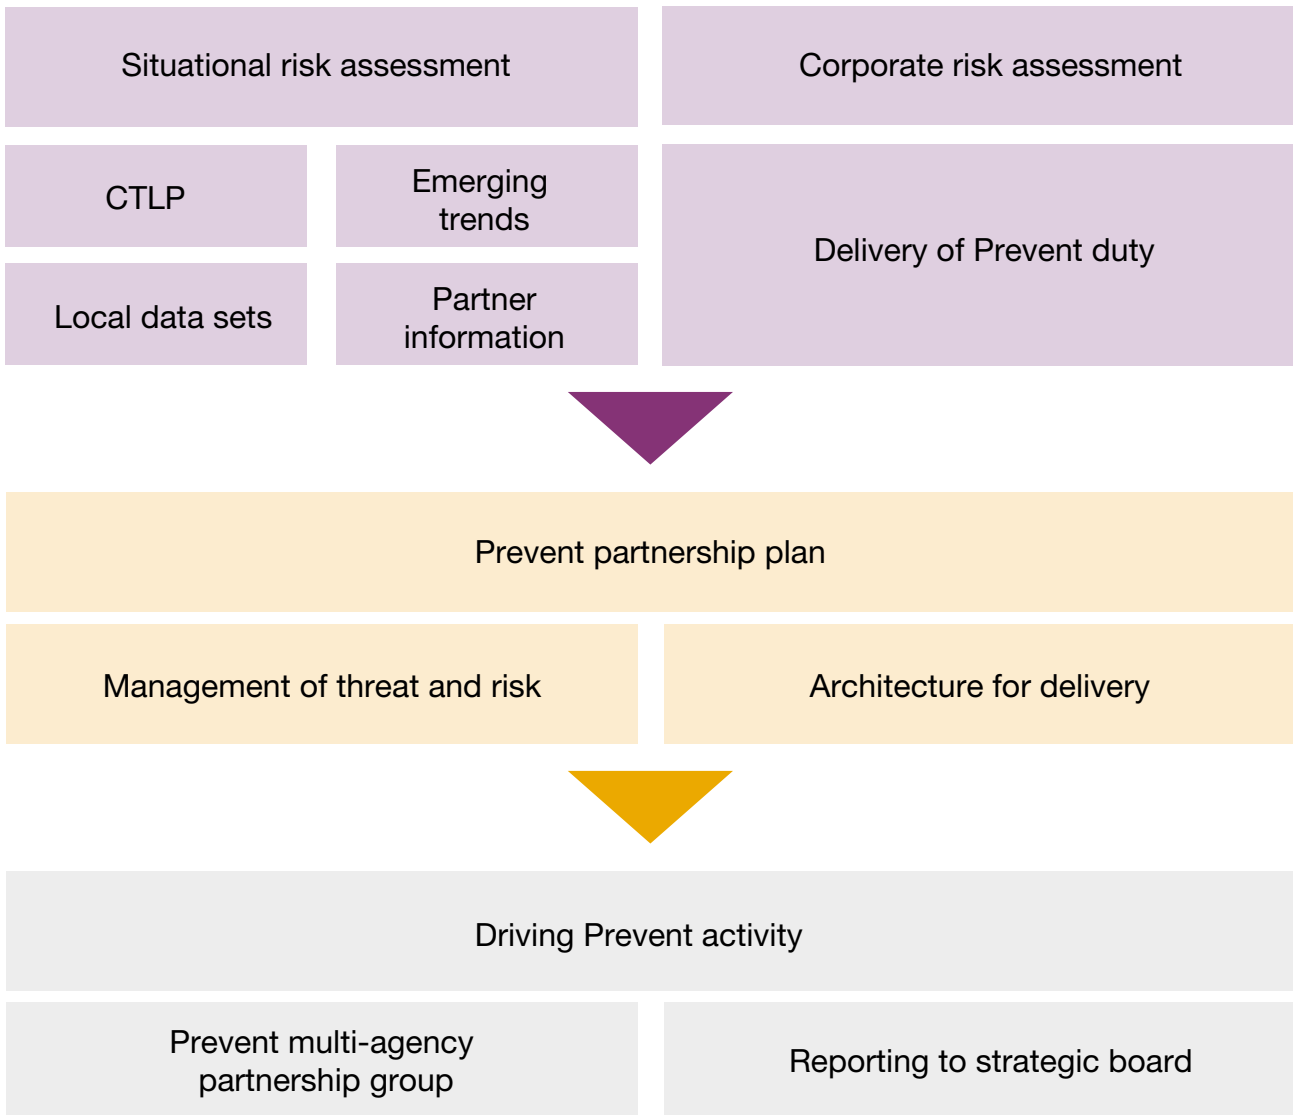 Situational risk assessment
Corporate risk assessment
CTLP
Emerging
trends
Local data sets
Partner
information
Delivery of Prevent duty
Prevent partnership plan
Management of threat and risk
Architecture for delivery
Driving Prevent activity
Prevent multi-agency
partnership group
Reporting to strategic board